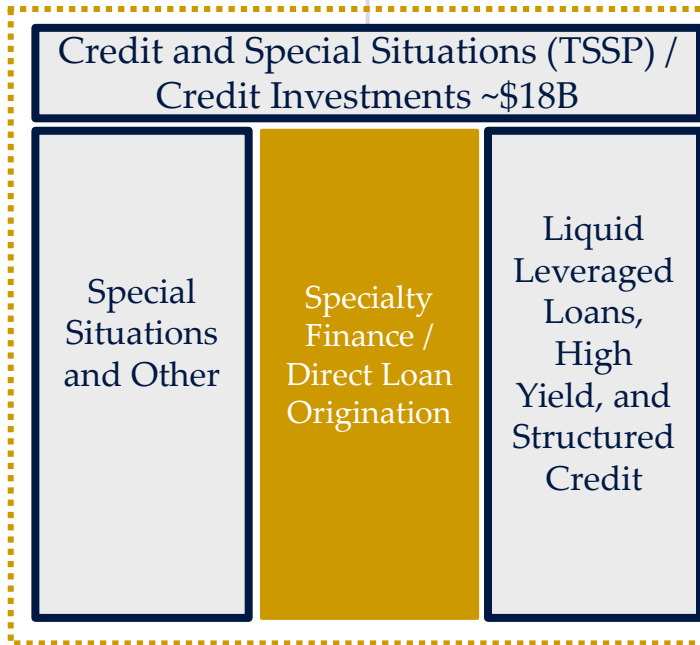 Credit and Special Situations (TSSP) /
Credit Investments ~$18B
Special
Situations
and Other
Specialty
Finance /
Direct Loan
Origination
Liquid
Leveraged
Loans,
High
Yield, and
Structured
Credit